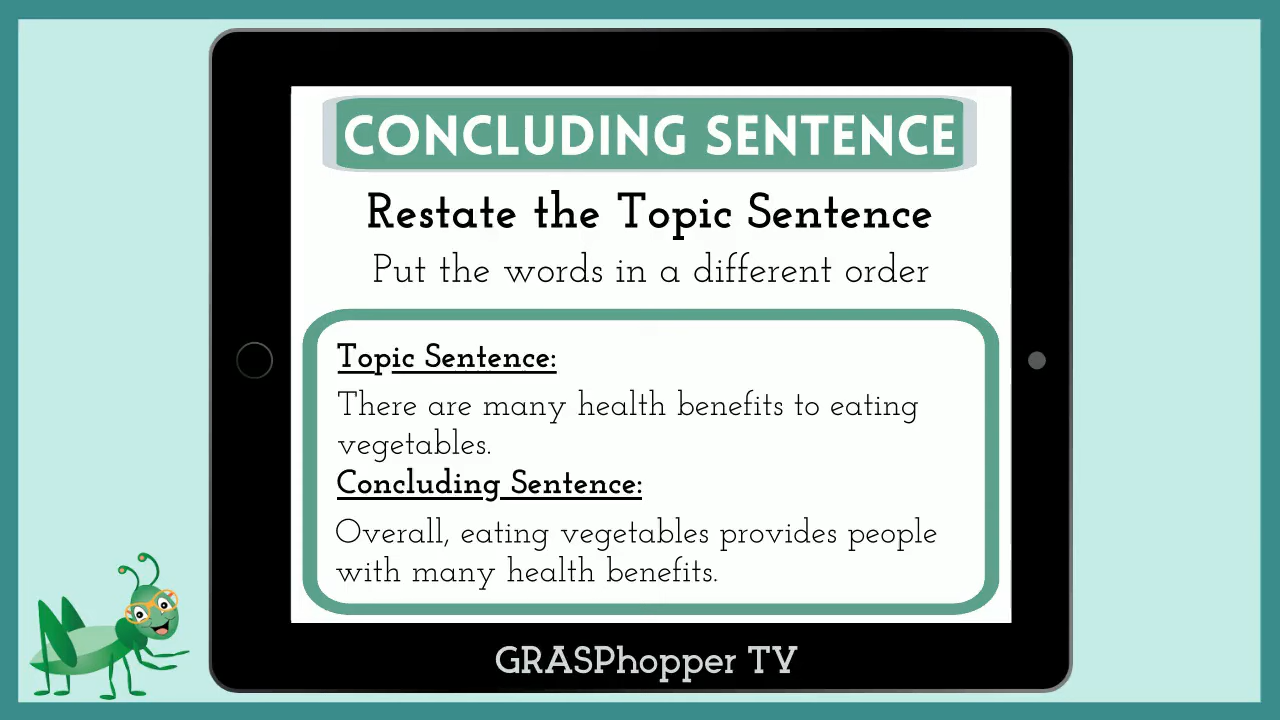 CONCLUDING SENTENCE
Restate the Topic Sentence
Put the words in a different order
Topic Sentence:
There are many health benefits to eating
vegetables.
Concluding Sentence:
Overall, eating vegetables provides people
with many health benefits.
GRASPhopper TV